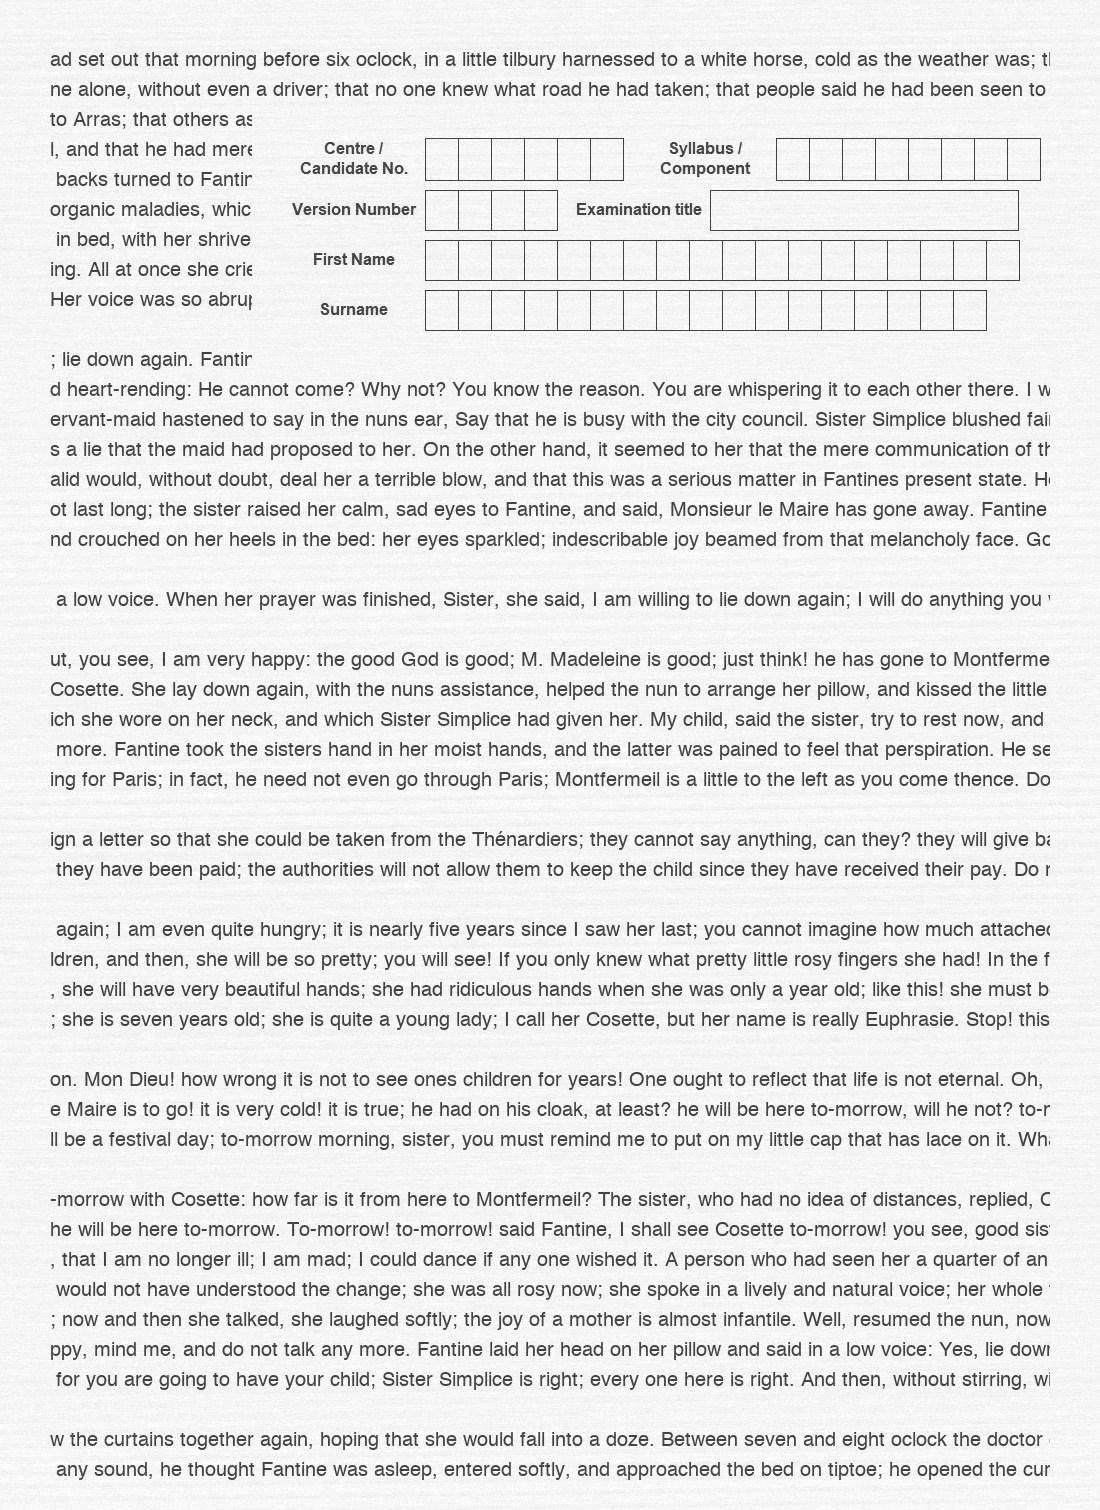 ad set out that morning before six oclock, in a little tilbury harnessed to a white horse, cold as the weather was;
ne alone, without even a driver; that no one knew what road he had taken; that people said he had been seen to
to Arras; that others
l, and that he had mere
backs turned to Fantin
organic maladies, whic
in bed, with her shrive
ing. All at once she crie
Her voice was so abrup
Centre /
Candidate No.
Syllabus /
Component
Version Number
Examination title
First Name
Surname
; lie down again. Fantin
d heart-rending: He cannot come? Why not? You know the reason. You are whispering it to each other there. I
ervant-maid hastened to say in the nuns ear, Say that he is busy with the city council. Sister Simplice blushed
s a lie that the maid had proposed to her. On the other hand, it seemed to her that the mere communication of
alid would, without doubt, deal her a terrible blow, and that this was a serious matter in Fantines present state.
ot last long; the sister raised her calm, sad eyes to Fantine, and said, Monsieur le Maire has gone away. Fantine
nd crouched on her heels in the bed: her eyes sparkled; indescribable joy beamed from that melancholy face.
a low voice. When her prayer was finished, Sister, she said, I am willing to lie down again; I will do anything you
ut, you see, I am very happy: the good God is good; M. Madeleine is good; just think! he has gone to Montferme
Cosette. She lay down again, with the nuns assistance, helped the nun to arrange her pillow, and kissed the little
ich she wore on her neck, and which Sister Simplice had given her. My child, said the sister, try to rest now, and
more. Fantine took the sisters hand in her moist hands, and the latter was pained to feel that perspiration. He se
ing for Paris; in fact, he need not even go through Paris; Montfermeil is a little to the left as you come thence. Do
ign a letter so that she could be taken from the Thénardiers; they cannot say anything, can they? they will give ba
they have been paid; the authorities will not allow them to keep the child since they have received their pay. Do
again; I am even quite hungry; it is nearly five years since I saw her last; you cannot imagine how much attached
ldren, and then, she will be so pretty; you will see! If you only knew what pretty little rosy fingers she had! In the f
, she will have very beautiful hands; she had ridiculous hands when she was only a year old; like this! she must b
; she is seven years old; she is quite a young lady; I call her Cosette, but her name is really Euphrasie. Stop! this
on. Mon Dieu! how wrong it is not to see ones children for years! One ought to reflect that life is not eternal. Oh,
e Maire is to go! it is very cold! it is true; he had on his cloak, at least? he will be here to-morrow, will he not?
ll be a festival day; to-morrow morning, sister, you must remind me to put on my little cap that has lace on it. Wha
-morrow with Cosette: how far is it from here to Montfermeil? The sister, who had no idea of distances, replied,
he will be here to-morrow. To-morrow! to-morrow! said Fantine, I shall see Cosette to-morrow! you see, good sis
, that I am no longer ill; I am mad; I could dance if any one wished it. A person who had seen her a quarter of an
would not have understood the change; she was all rosy now; she spoke in a lively and natural voice; her whole
; now and then she talked, she laughed softly; the joy of a mother is almost infantile. Well, resumed the nun, now
ppy, mind me, and do not talk any more. Fantine laid her head on her pillow and said in a low voice: Yes, lie down
for you are going to have your child; Sister Simplice is right; every one here is right. And then, without stirring, wi
w the curtains together again, hoping that she would fall into a doze. Between seven and eight oclock the doctor
any sound, he thought Fantine was asleep, entered softly, and approached the bed on tiptoe; he opened the cur